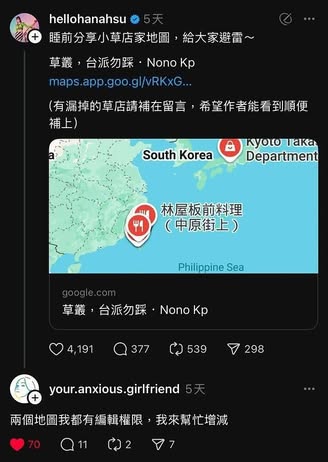 hellohanahsu 5天
睡前分享小草店家地圖，給大家避雷～
草叢，台派勿踩 · Nono Kp
maps.app.goo.gl/vRKxG...
(有漏掉的草店請補在留言，希望作者能看到順便
補上)
South Korea
Kyoto Taka
Department
林屋板前料理
（中原街上）
Philippine Sea
google.com
草叢，台派勿踩 · Nono Kp
4,191 377 539 298
your.anxious.girlfriend 5天
兩個地圖我都有編輯權限，我來幫忙增減
70 11 2 7